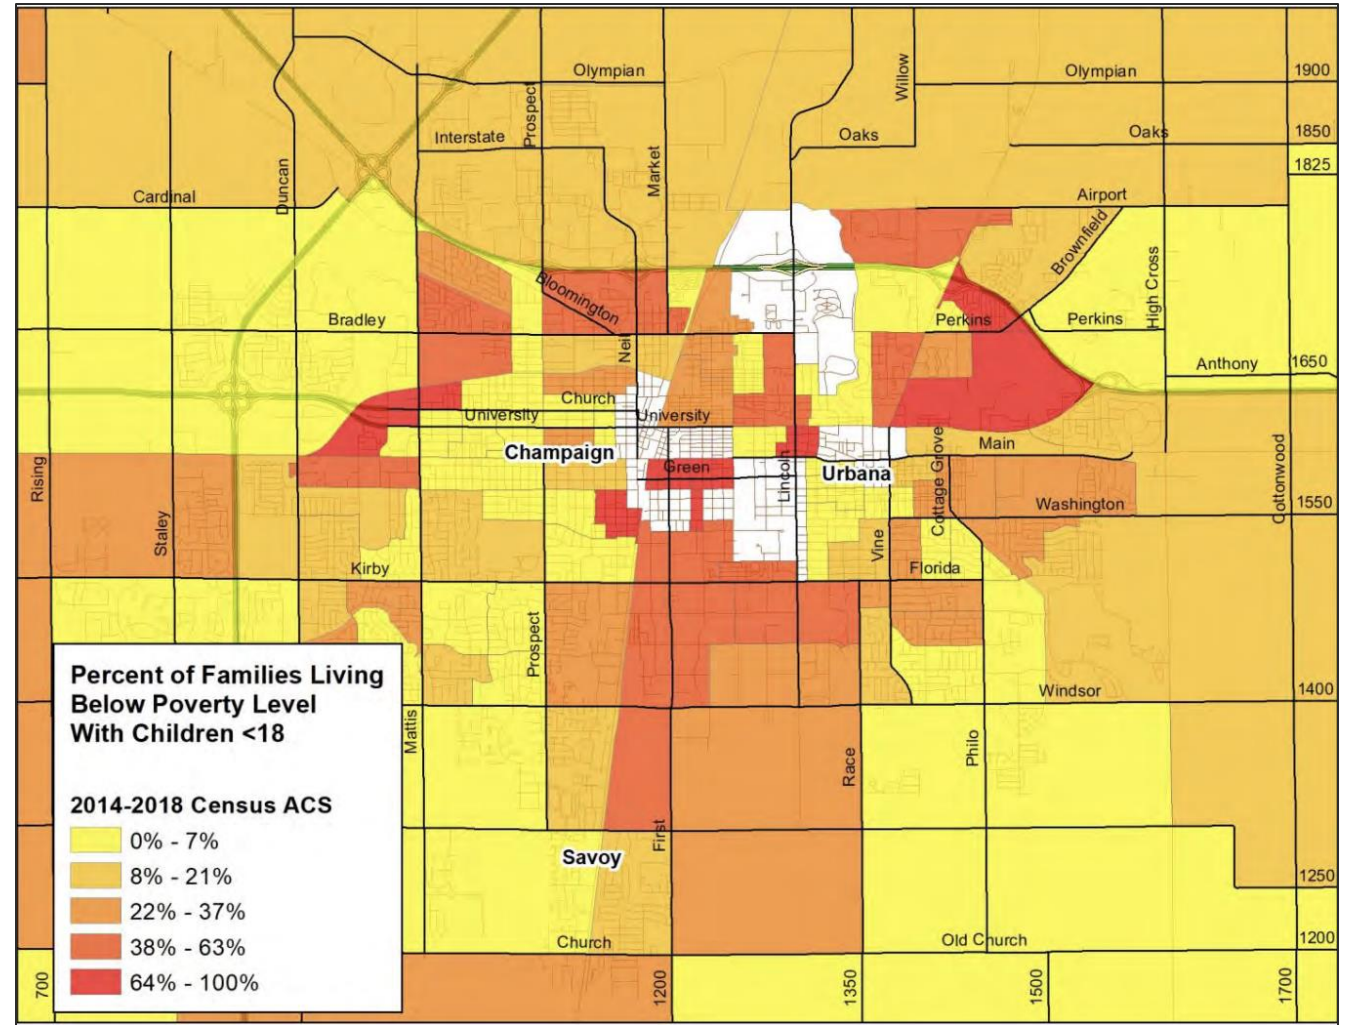 Olympian
Olympian
1900
Willow
Prospect
Interstate
Oaks
Oaks
1850
1825
Market
Duncan
Cardinal
Airport
Brownfield
High Cross
Bloomington
Bradley
Perkins
Perkins
Neil
Anthony
1650
Church
University
University
Main
Champaign
Green
Lincoln
Urbana
Cottage Grove
Cottonwood
Rising
Staley
Washington
1550
Vine
Kirby
Florida
Prospect
Windsor
1400
Mattis
Race
Philo
First
Savoy
1250
Church
Old Church
1200
700
1200
1350
1500
1700
Percent of Families Living
Below Poverty Level
With Children <18
2014-2018 Census ACS
0% - 7%
8% - 21%
22% - 37%
38% - 63%
64% - 100%